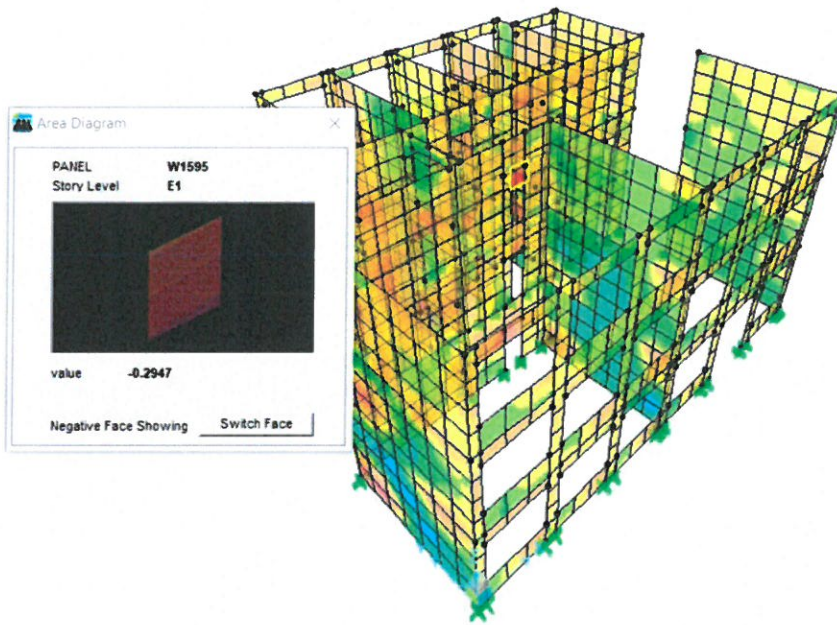 Area Diagram
PANEL W1595
Story Level E1
value -0.2947
Negative Face Showing Switch Face